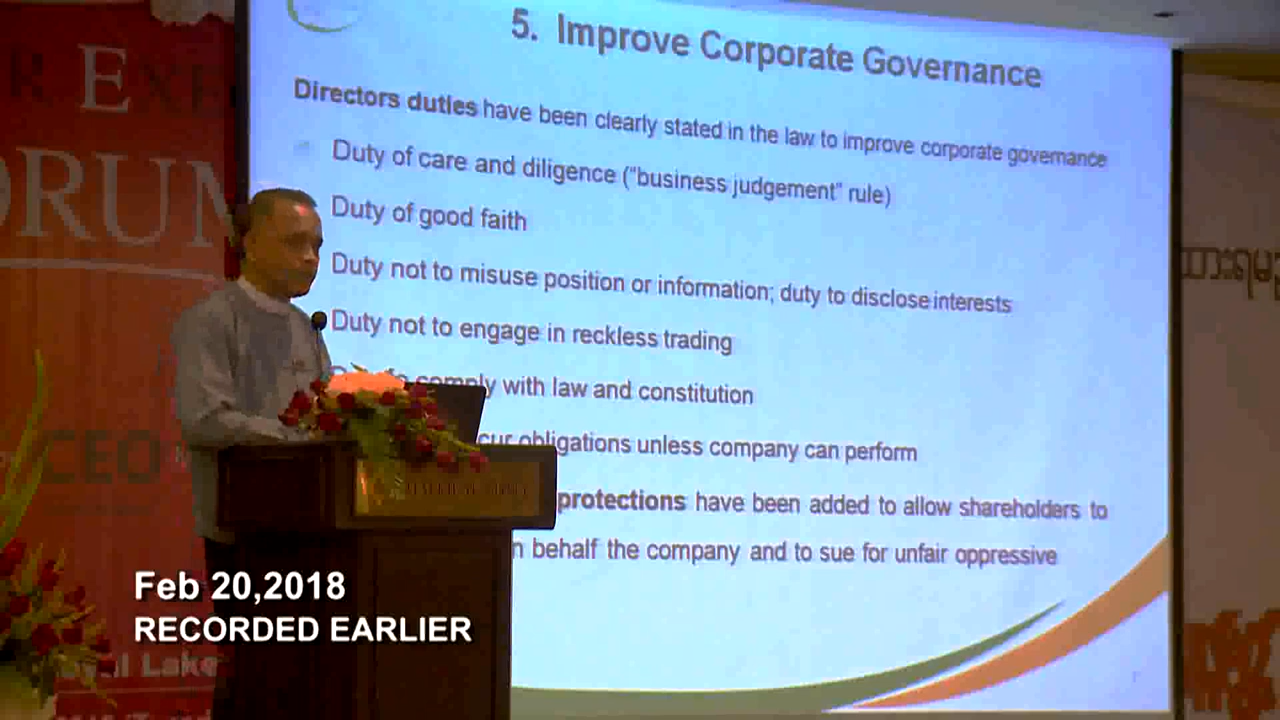 5. Improve Corporate Governance
Directors duties have been clearly stated in the law to improve corporate governance
Duty of care and diligence ("business judgement" rule)
Duty of good faith
Duty not to misuse position or information; duty to disclose interests
Duty not to engage in reckless trading
comply with law and constitution
obligations unless company can perform
protections have been added to allow shareholders to
behalf the company and to sue for unfair oppressive
CEO
Feb 20,2018
RECORDED EARLIER